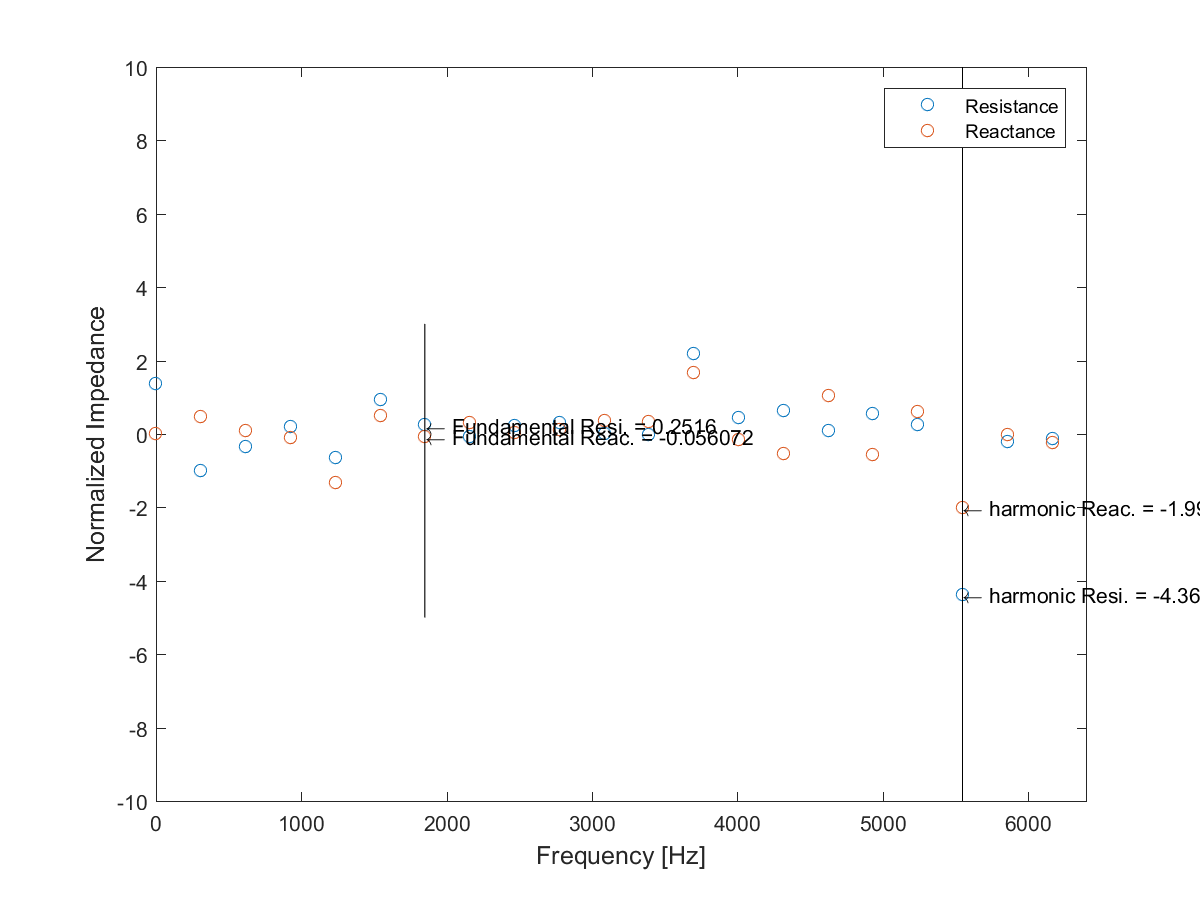 10
8
6
4
2
0
-2
-4
-6
-8
-10
Normalized Impedance
Resistance
Reactance
← Fundamental Resi. = 0.2516
← Fundamental Reac. = -0.056072
← harmonic Reac. = -1.99
← harmonic Resi. = -4.36
0 1000 2000 3000 4000 5000 6000
Frequency [Hz]